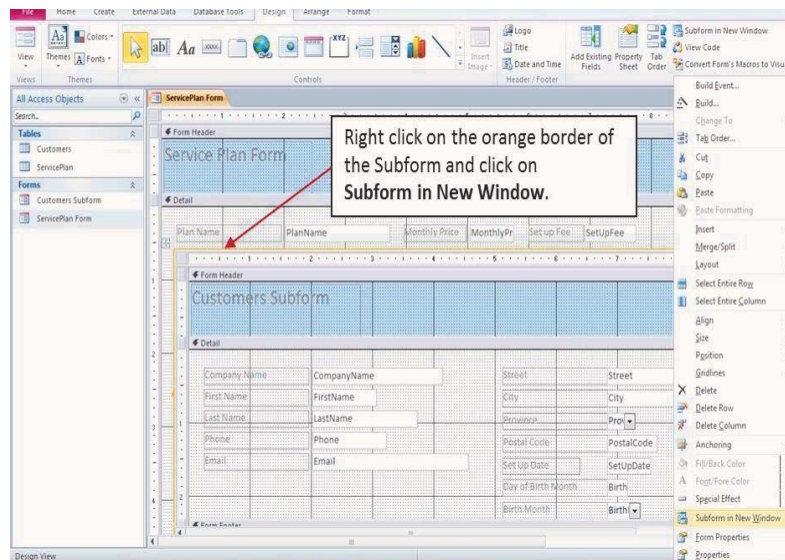 File Home Create External Data Database Tools Design Arrange Format
View
Themes
Colors
Fonts
Aa
ab
Aa
xxxx
XYZ
Insert Image
Logo
Title
Date and Time
Add Existing Fields
Property Sheet
Tab Order
Subform in New Window
View Code
Convert Form's Macros to Visu
Views Themes Controls Header / Footer
All Access Objects
Search...
Tables
Customers
ServicePlan
Forms
Customers Subform
ServicePlan Form
ServicePlan Form
Form Header
Service Plan Form
Right click on the orange border of
the Subform and click on
Subform in New Window.
Detail
Plan Name PlanName Monthly Price MonthlyPr Set up Fee SetUpFee
Form Header
Customers Subform
Detail
Company Name CompanyName Street Street
First Name FirstName City City
Last Name LastName Province Prov
Phone Phone Postal Code PostalCode
Email Email Set Up Date SetUpDate
Day of Birth Month Birth
Birth Month Birth
Form Footer
Build Event...
Build...
Change To
Tab Order...
Cut
Copy
Paste
Paste Formatting
Insert
Merge/Split
Layout
Select Entire Row
Select Entire Column
Align
Size
Position
Gridlines
Delete
Delete Row
Delete Column
Anchoring
Fill/Back Color
Font/Fore Color
Special Effect
Subform in New Window
Form Properties
Properties
Design View